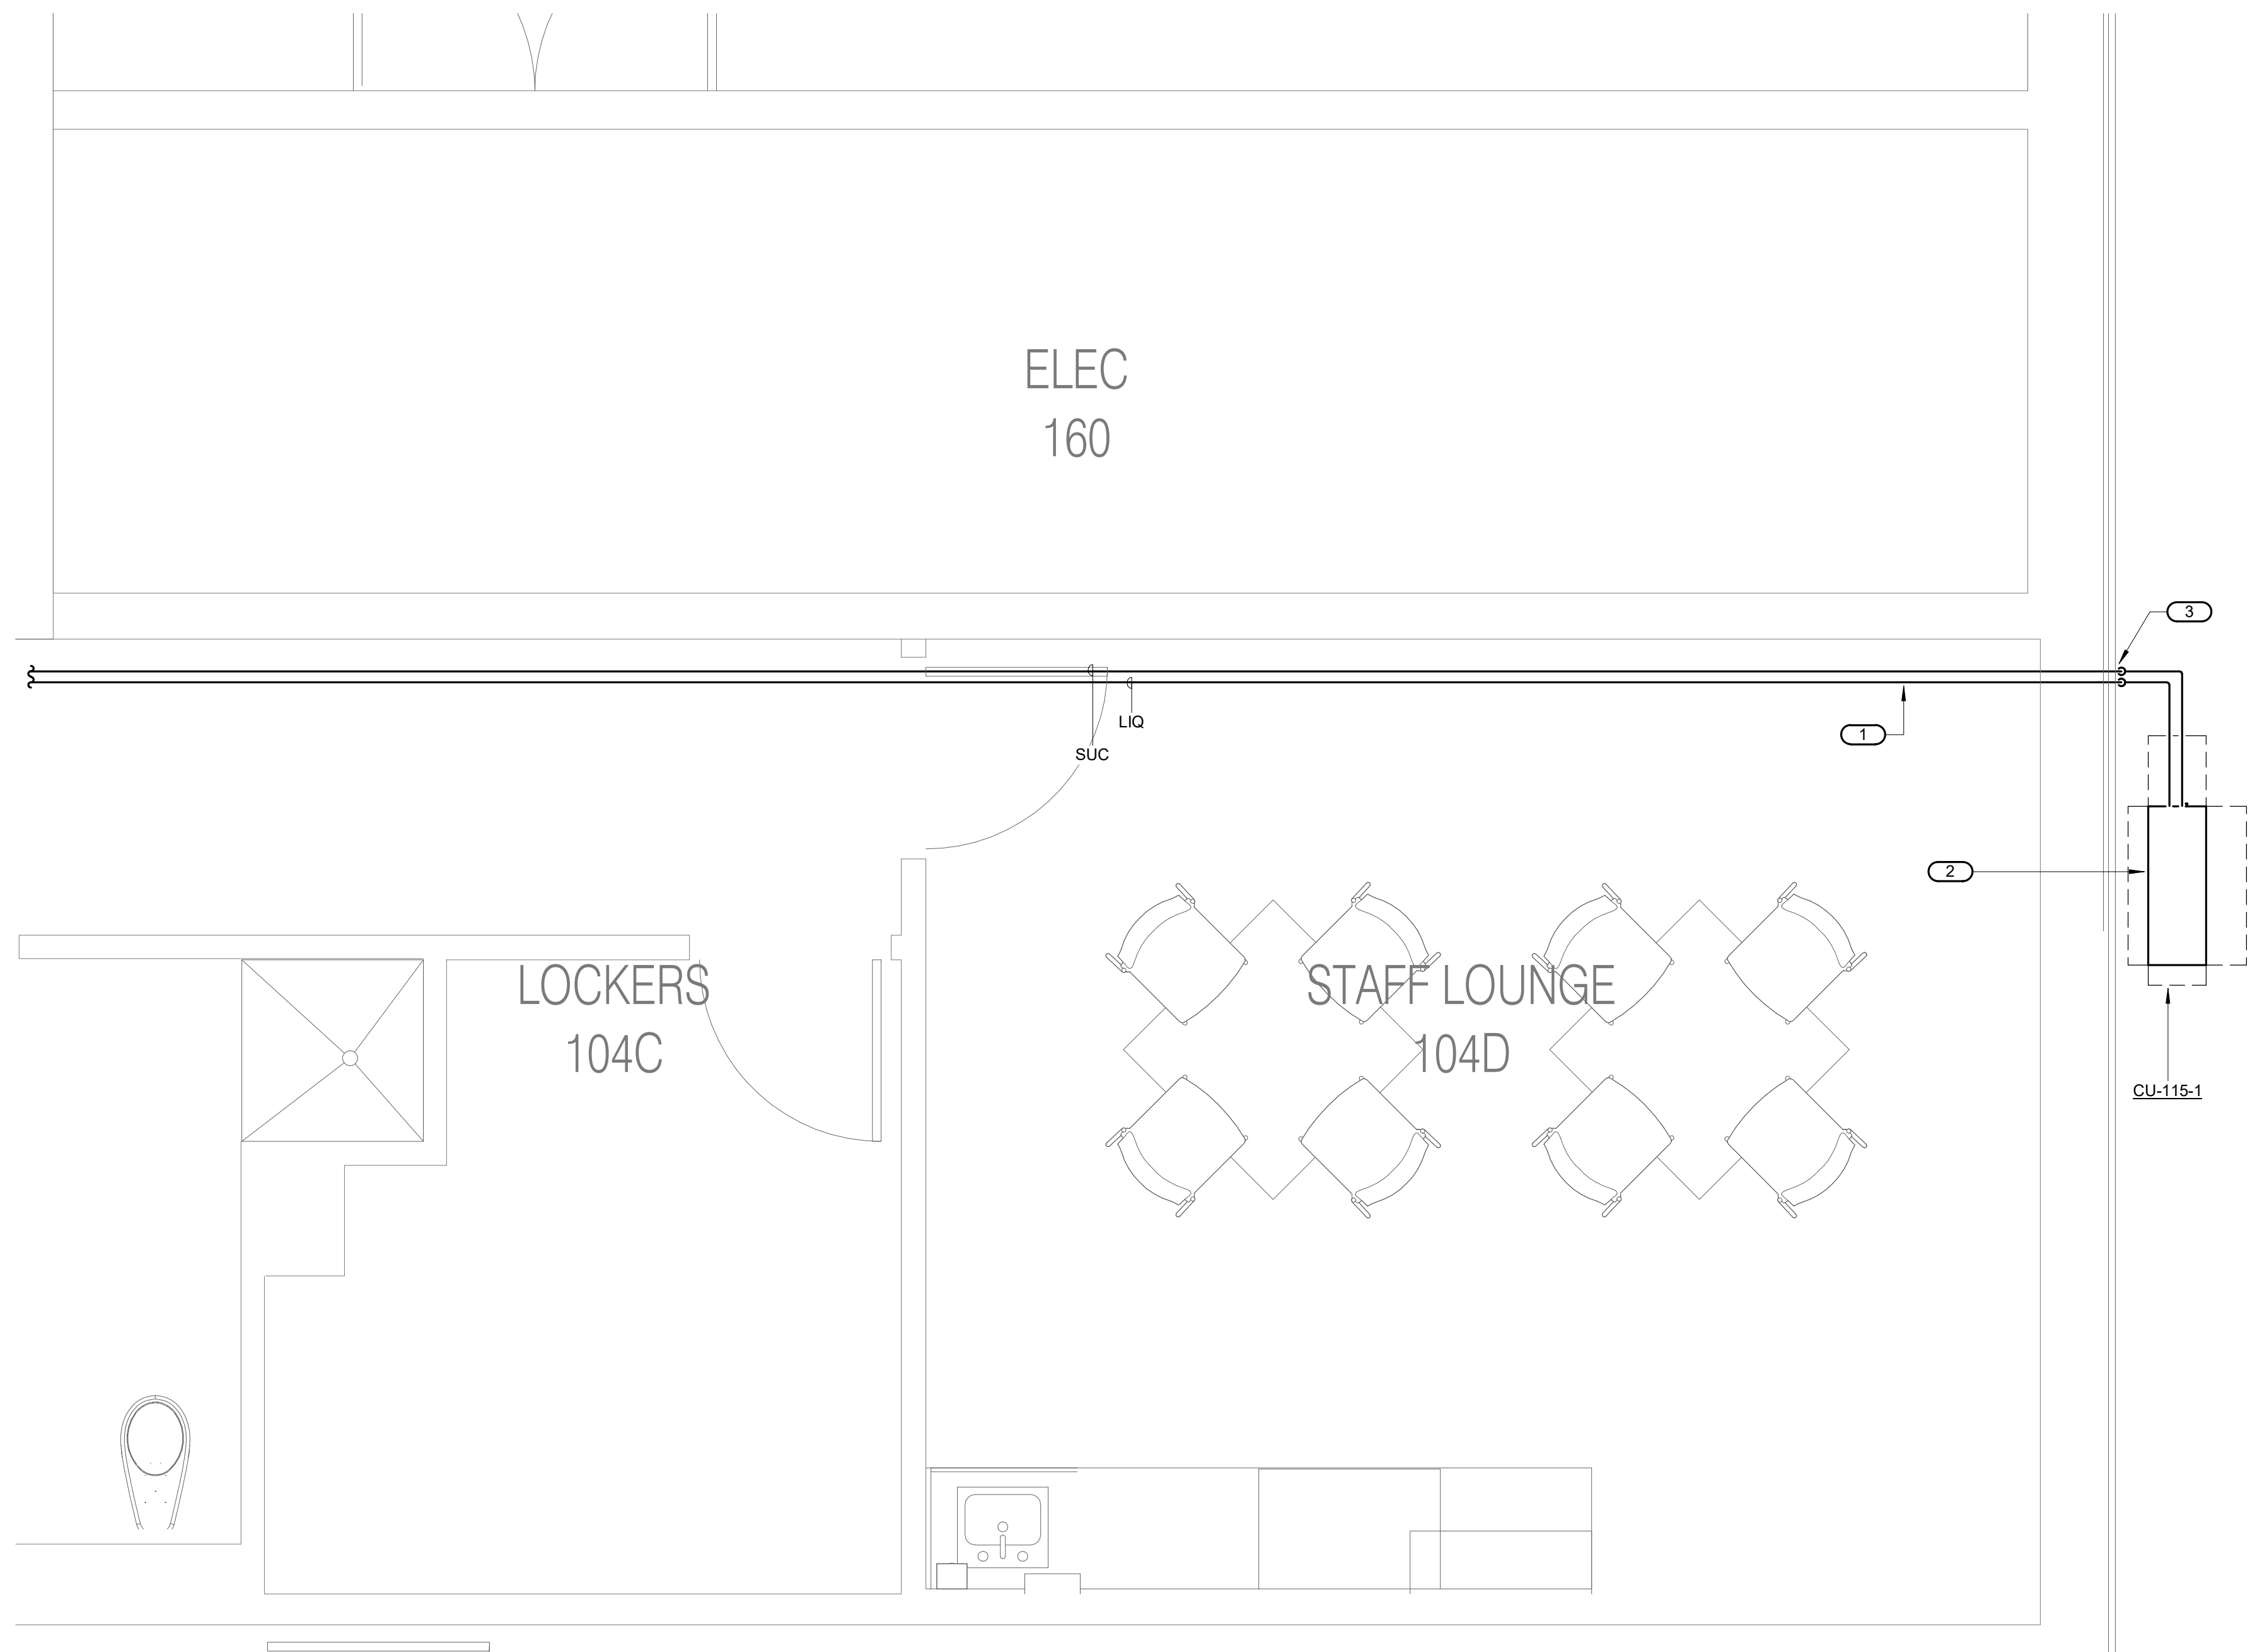 ELEC
160
3
LIQ
1
SUC
2
LOCKERS
104C
STAFF LOUNGE
104D
CU-115-1